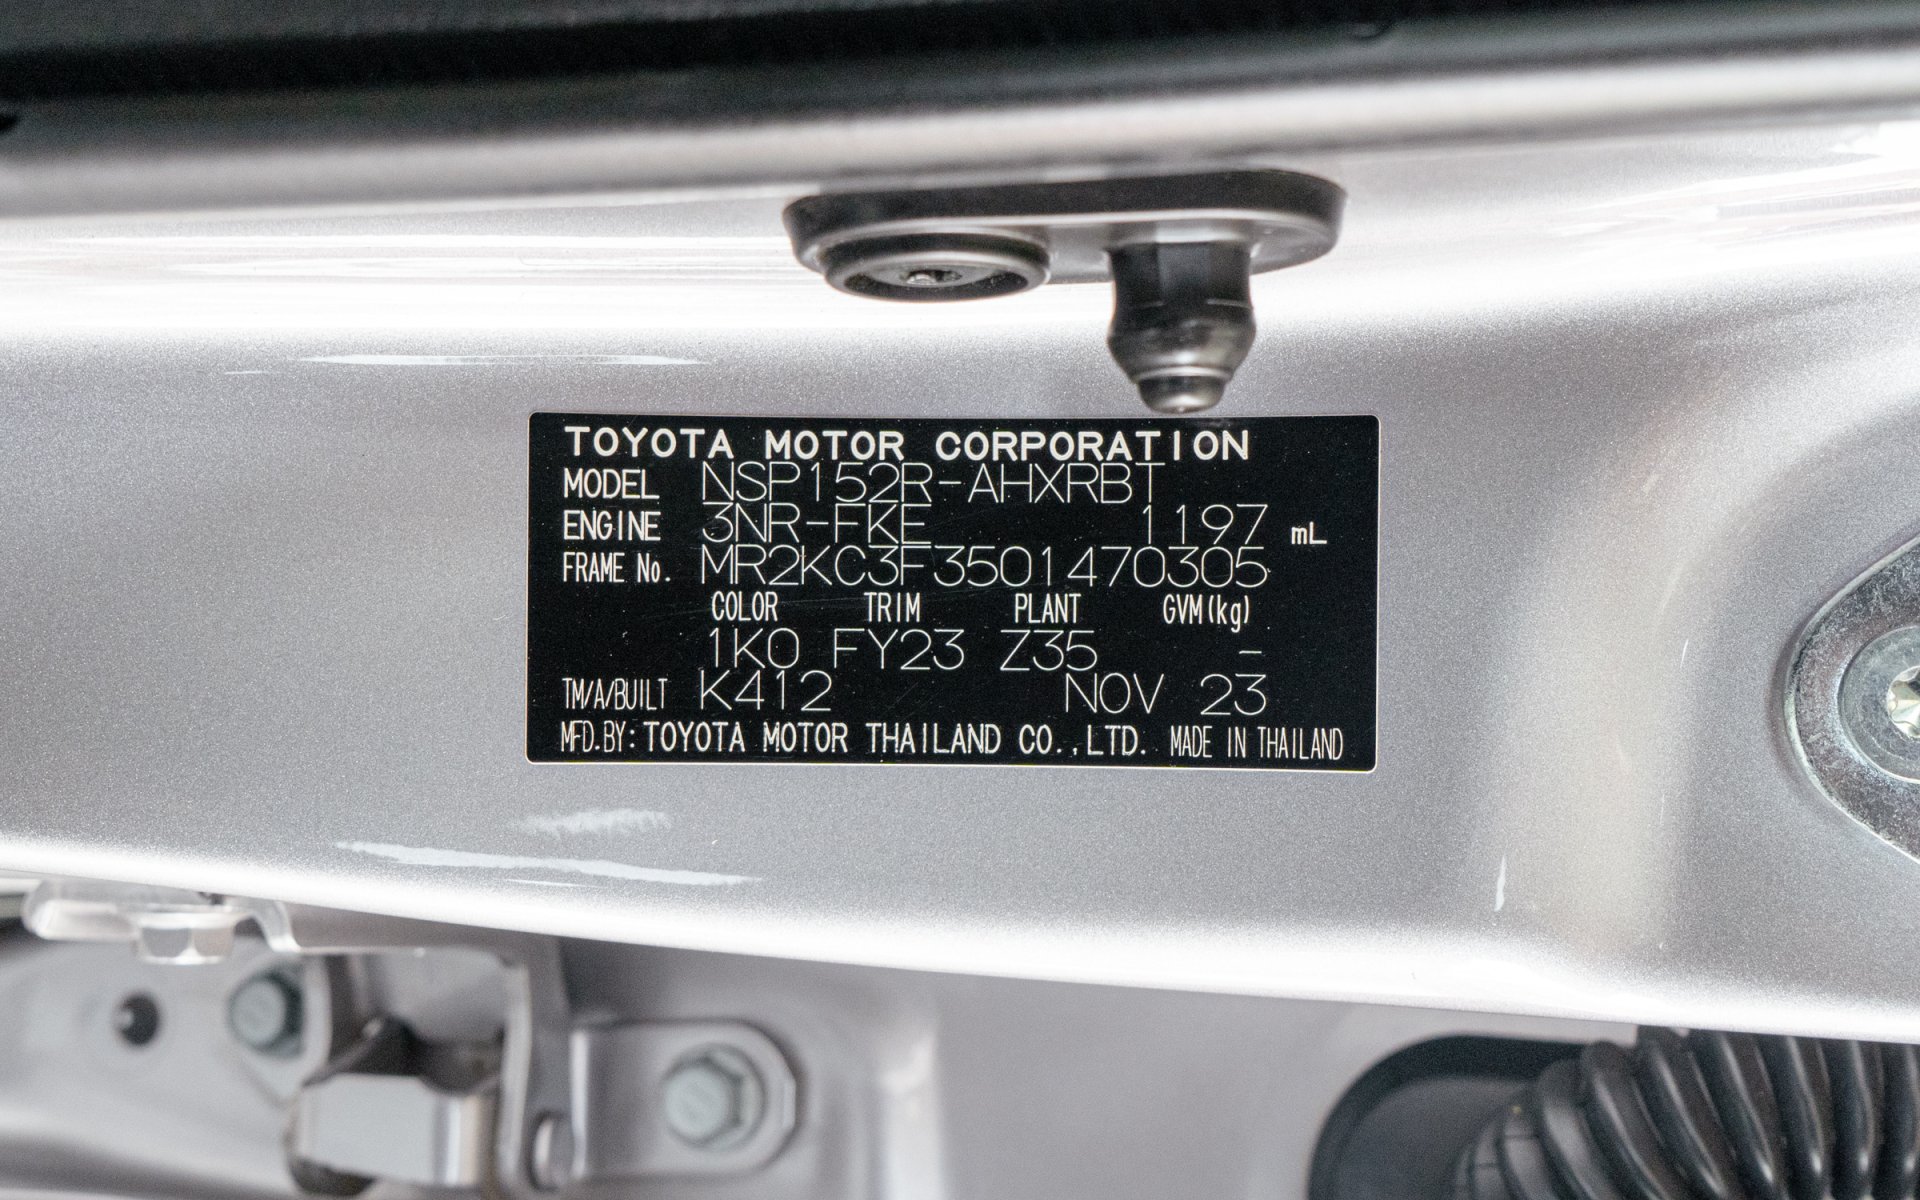 TOYOTA MOTOR CORPORATION
MODEL NSP152R-AHXRBT
ENGINE 3NR-FKE 1197 mL
FRAME No. MR2KC3F3501470305
COLOR TRIM PLANT GVM(kg)
1K0 FY23 Z35 -
TM/A/BUILT K412 NOV 23
MFD.BY:TOYOTA MOTOR THAILAND CO.,LTD. MADE IN THAILAND